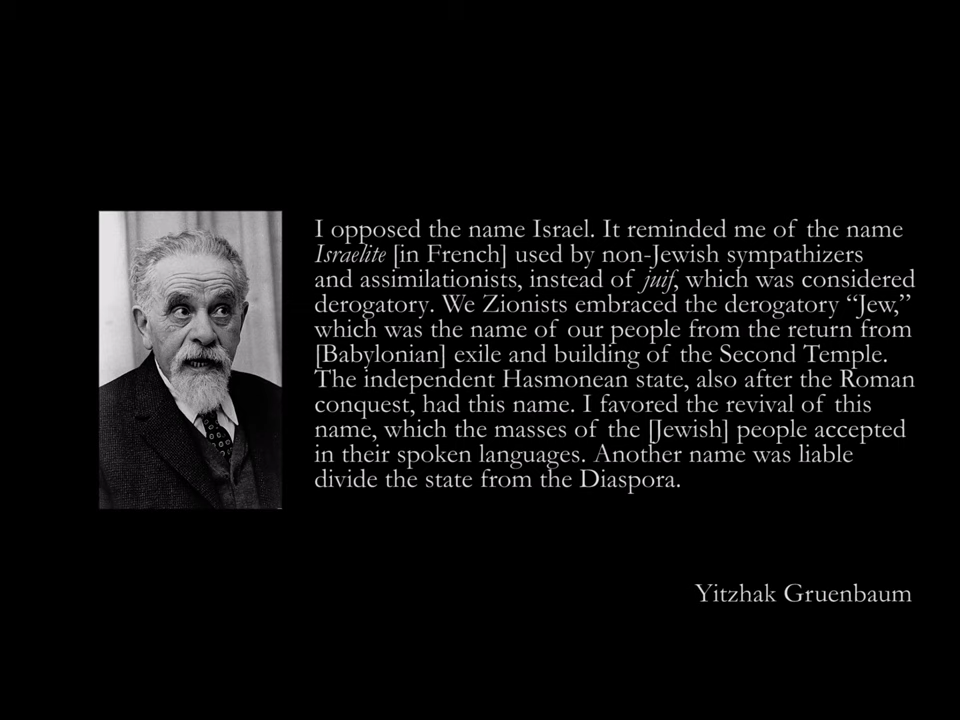 I opposed the name Israel. It reminded me of the name
Israelite [in French] used by non-Jewish sympathizers
and assimilationists, instead of juif, which was considered
derogatory. We Zionists embraced the derogatory “Jew,”
which was the name of our people from the return from
[Babylonian] exile and building of the Second Temple.
The independent Hasmonean state, also after the Roman
conquest, had this name. I favored the revival of this
name, which the masses of the [Jewish] people accepted
in their spoken languages. Another name was liable
divide the state from the Diaspora.
Yitzhak Gruenbaum